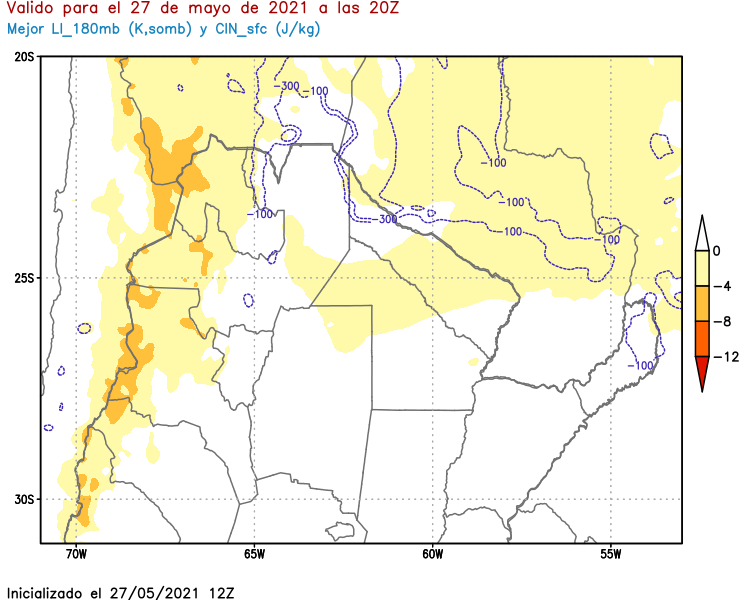 Valido para el 27 de mayo de 2021 a las 20Z
Mejor LI_180mb (K,somb) y CIN_sfc (J/kg)
20S
25S
30S
70W
65W
60W
55W
-300
-100
-100
-100
-100
-300
-100
-100
-100
0
-4
-8
-12
Inicializado el 27/05/2021 12Z